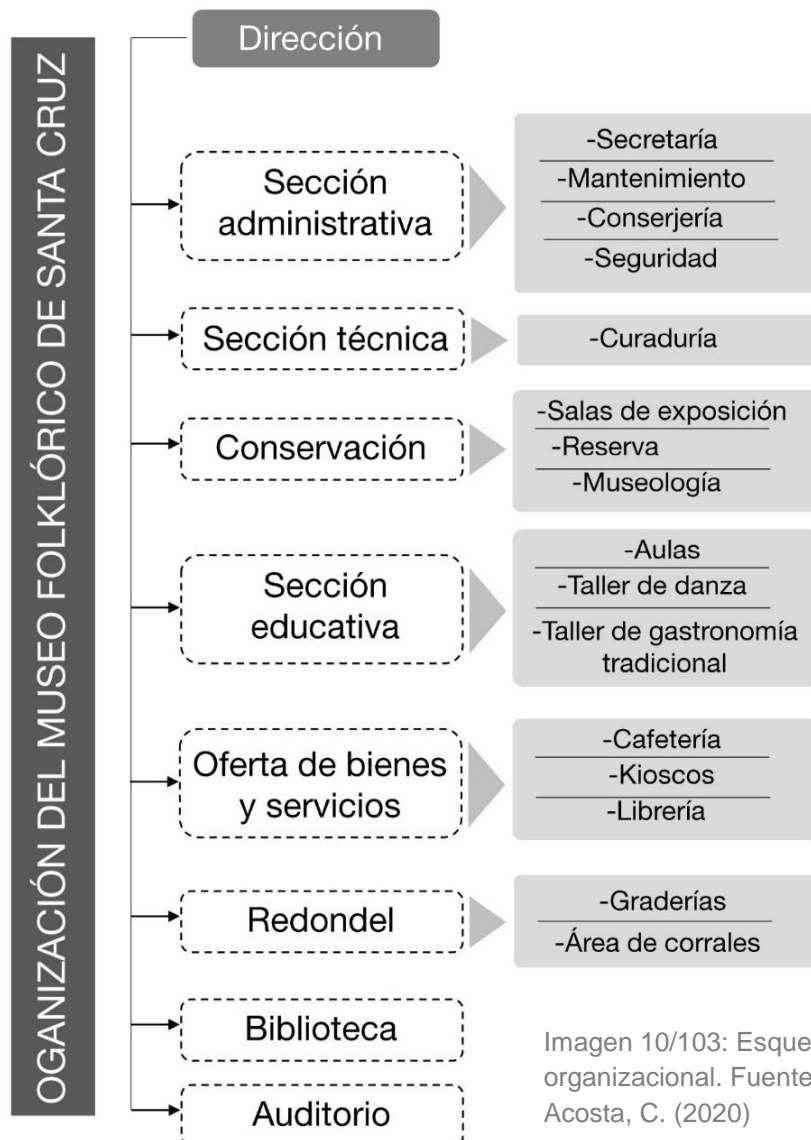 OGANIZACIÓN DEL MUSEO FOLKLÓRICO DE SANTA CRUZ
Dirección
Sección
administrativa
-Secretaría
-Mantenimiento
-Conserjería
-Seguridad
Sección técnica
-Curaduría
Conservación
-Salas de exposición
-Reserva
-Museología
Sección
educativa
-Aulas
-Taller de danza
-Taller de gastronomía
tradicional
Oferta de bienes
y servicios
-Cafetería
-Kioscos
-Librería
Redondel
-Graderías
-Área de corrales
Biblioteca
Auditorio
Imagen 10/103: Esque
organizacional. Fuente
Acosta, C. (2020)